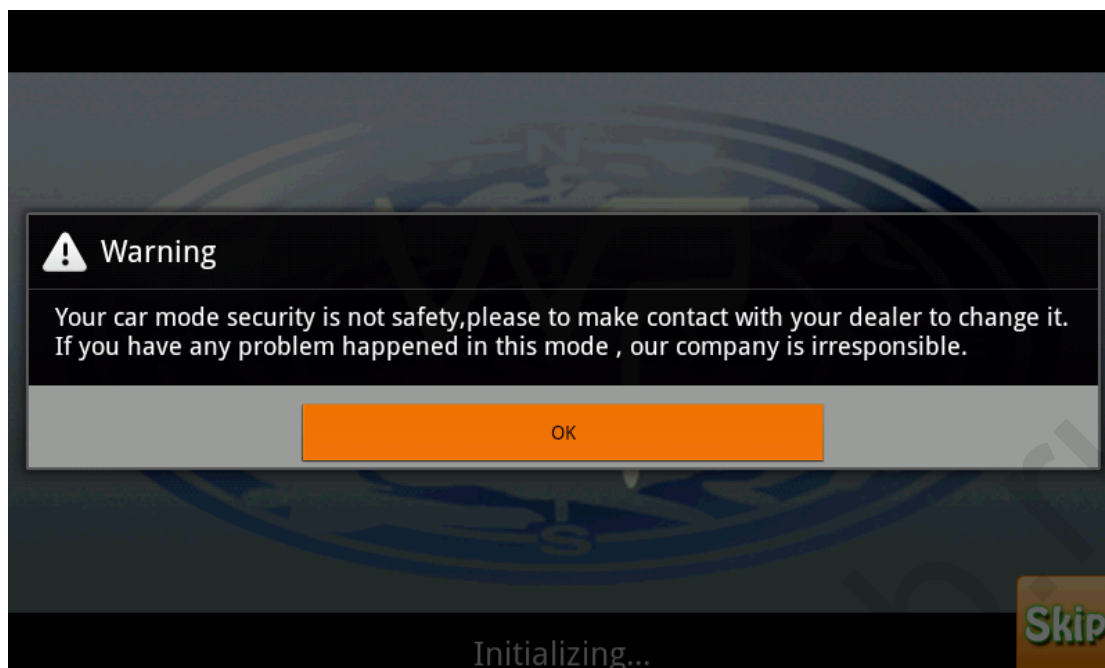 N
Warning
Your car mode security is not safety,please to make contact with your dealer to change it.
If you have any problem happened in this mode , our company is irresponsible.
OK
S
Skip
Initializing...